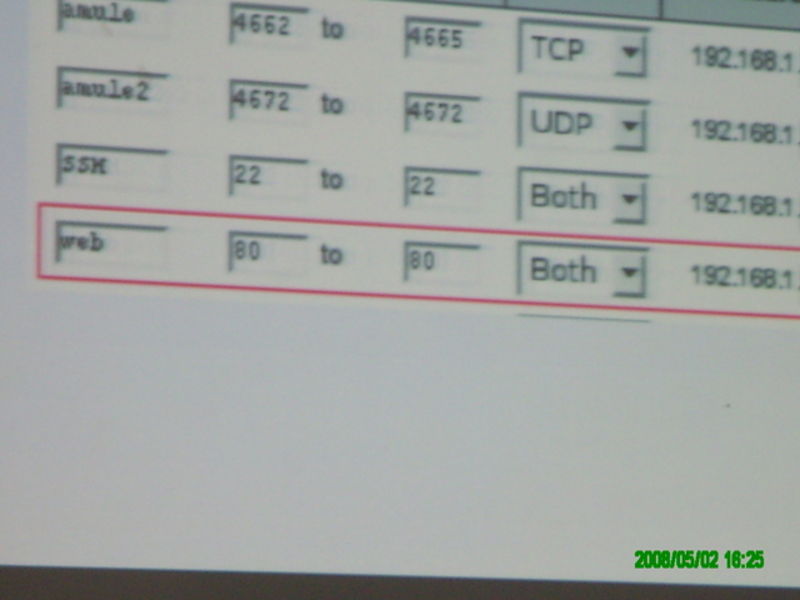 amule 4662 to 4665 TCP 192.168.1.
amule2 4672 to 4672 UDP 192.168.1.
SSH 22 to 22 Both 192.168.1.
web 80 to 80 Both 192.168.1.
2008/05/02 16:25